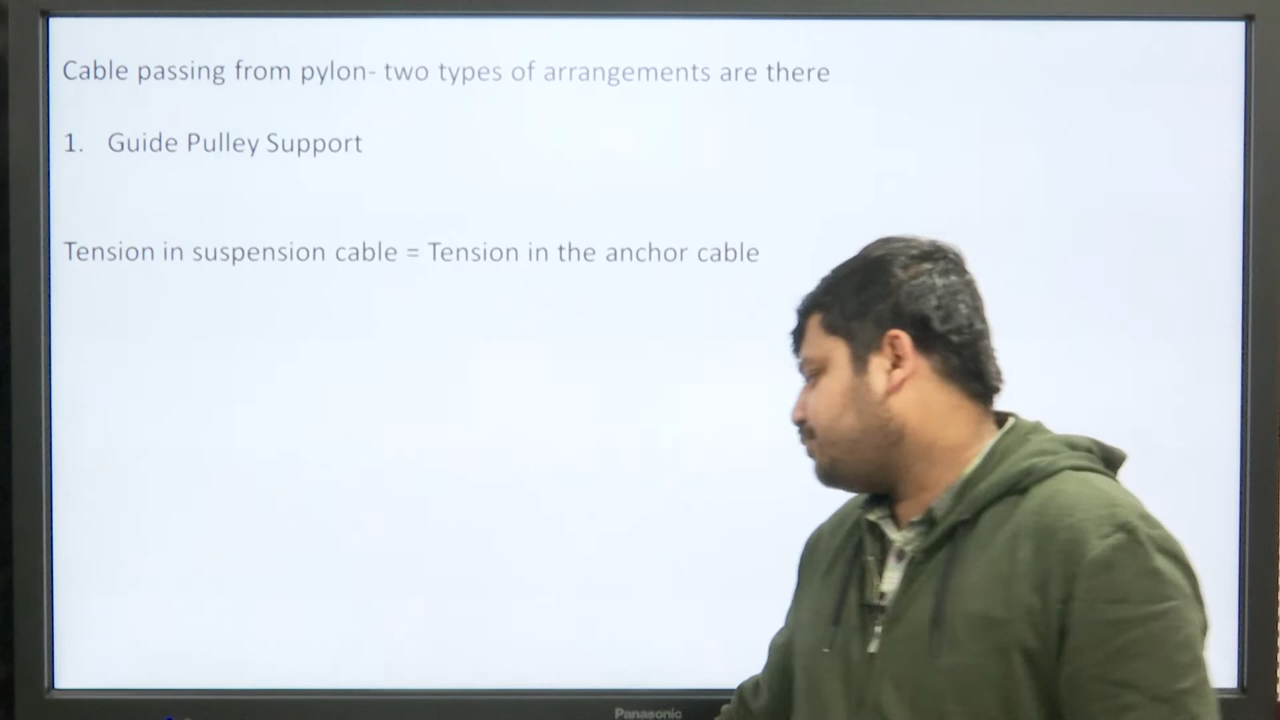 Cable passing from pylon- two types of arrangements are there
1. Guide Pulley Support
Tension in suspension cable = Tension in the anchor cable
Panasonic